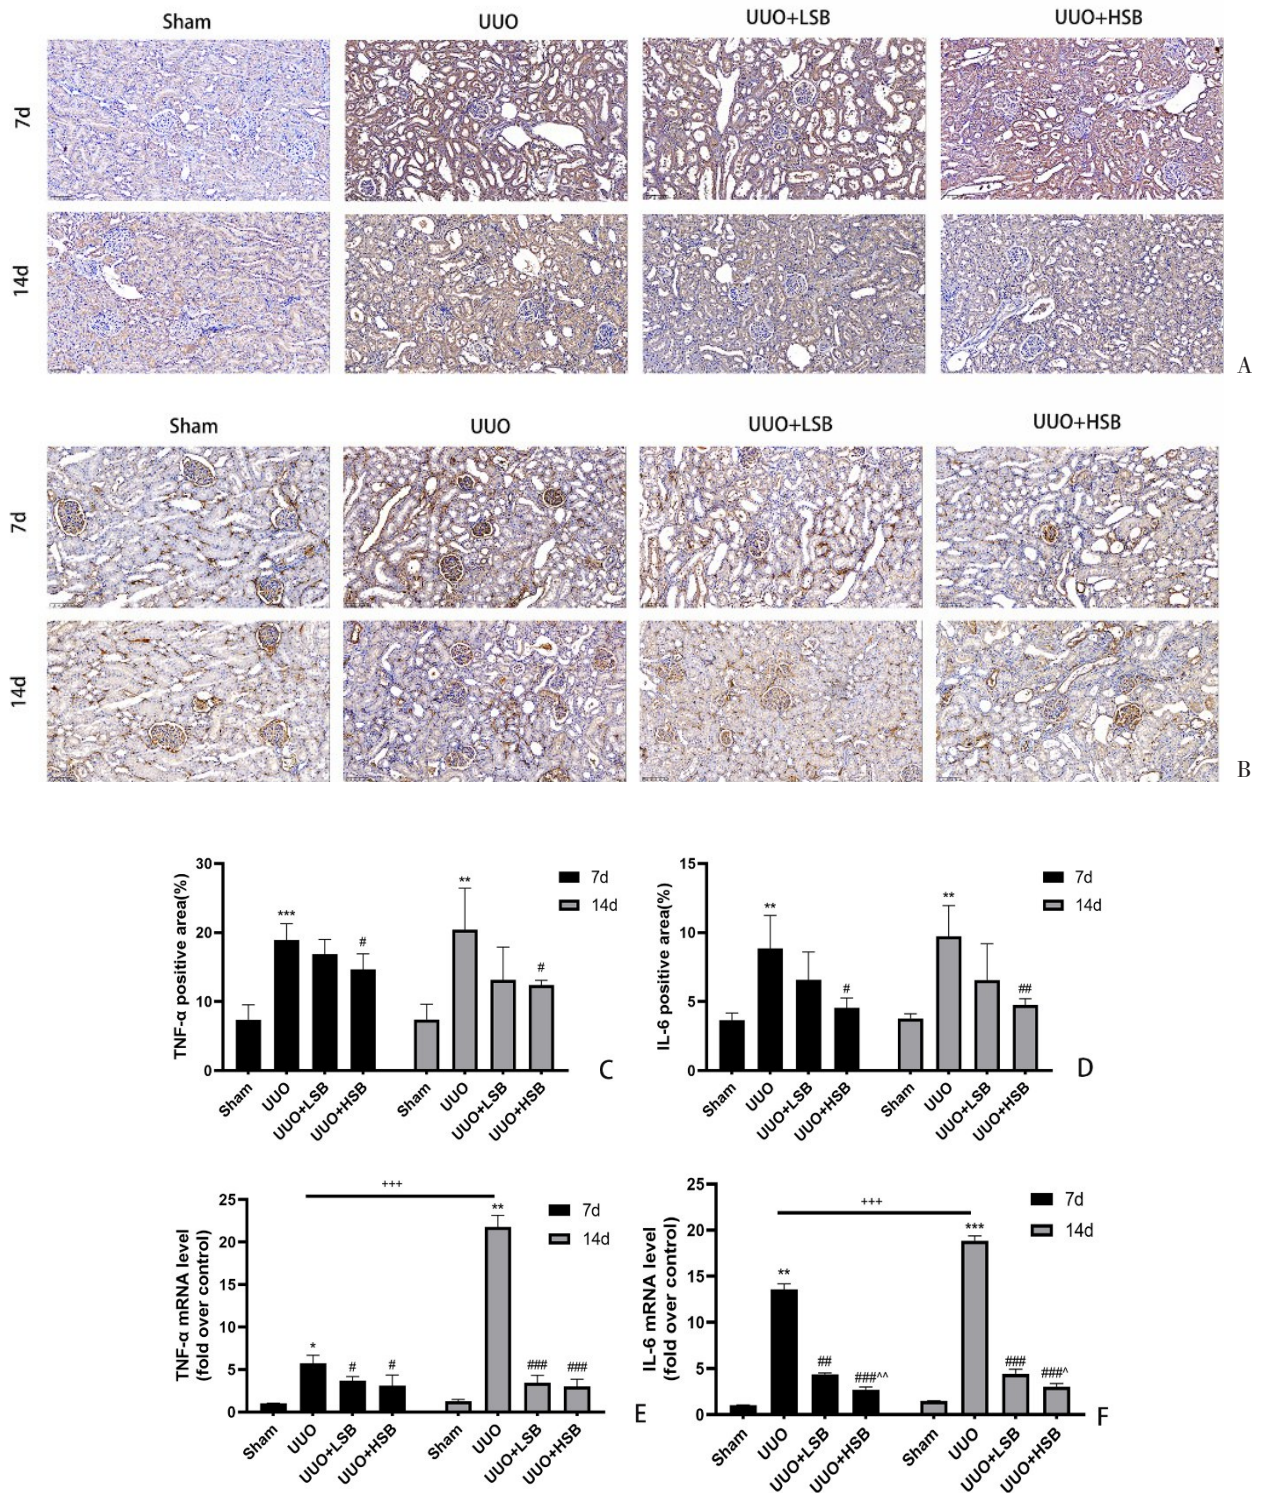 Sham UUO UUO+LSB UUO+HSB
7d
14d
A
Sham UUO UUO+LSB UUO+HSB
7d
14d
B
TNF-α positive area(%)
30
20
10
0
***
#
**
#
7d
14d
Sham UUO UUO+LSB UUO+HSB Sham UUO UUO+LSB UUO+HSB
C
IL-6 positive area(%)
15
10
5
0
**
#
**
##
7d
14d
Sham UUO UUO+LSB UUO+HSB Sham UUO UUO+LSB UUO+HSB
D
TNF-α mRNA level
(fold over control)
25
20
15
10
5
0
+++
*
#
#
**
###
###
7d
14d
Sham UUO UUO+LSB UUO+HSB Sham UUO UUO+LSB UUO+HSB
E
IL-6 mRNA level
(fold over control)
25
20
15
10
5
0
+++
**
##
###^^
***
###
###^
7d
14d
Sham UUO UUO+LSB UUO+HSB Sham UUO UUO+LSB UUO+HSB
F